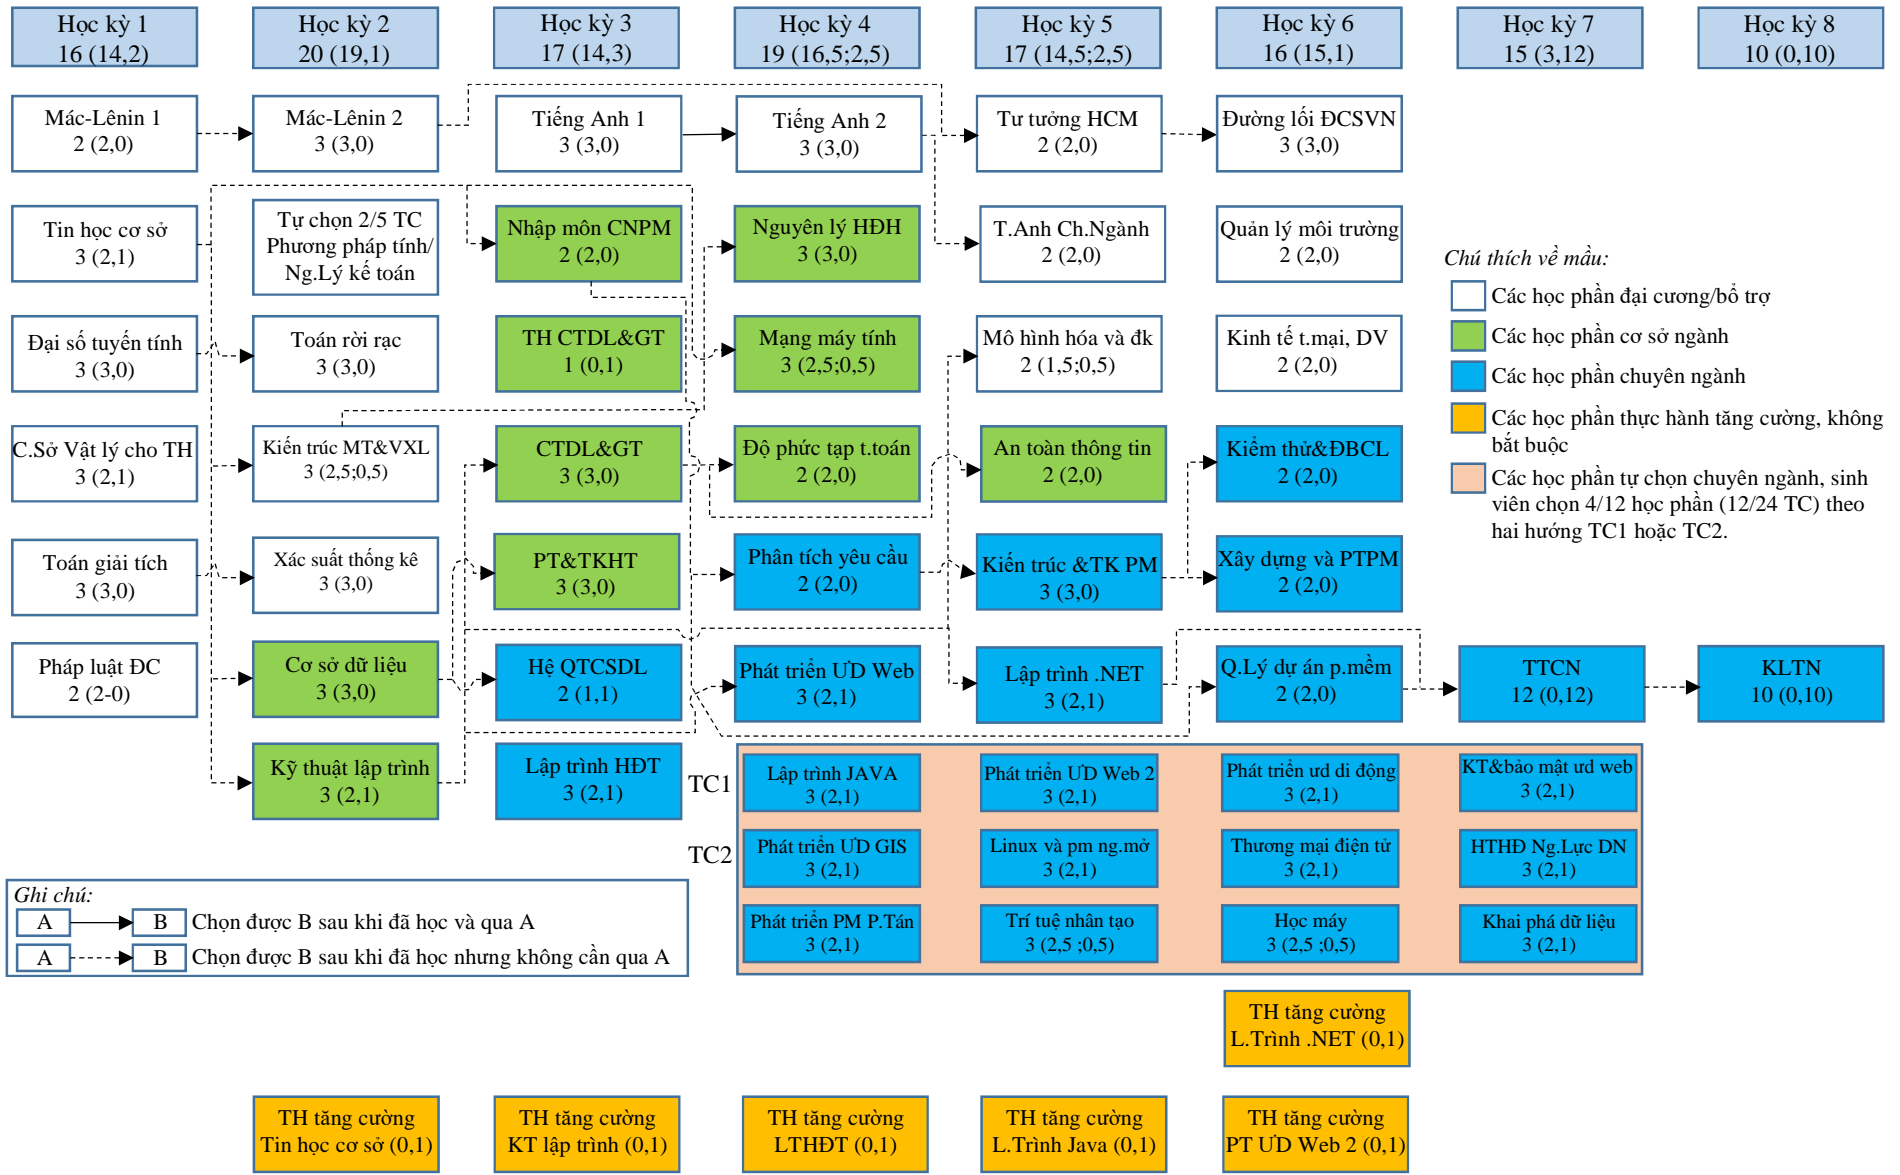 Học kỳ 1
16 (14,2)
Học kỳ 2
20 (19,1)
Học kỳ 3
17 (14,3)
Học kỳ 4
19 (16,5;2,5)
Học kỳ 5
17 (14,5;2,5)
Học kỳ 6
16 (15,1)
Học kỳ 7
15 (3,12)
Học kỳ 8
10 (0,10)
Mác-Lênin 1
2 (2,0)
Mác-Lênin 2
3 (3,0)
Tiếng Anh 1
3 (3,0)
Tiếng Anh 2
3 (3,0)
Tư tưởng HCM
2 (2,0)
Đường lối ĐCSVN
3 (3,0)
Tin học cơ sở
3 (2,1)
Tự chọn 2/5 TC
Phương pháp tính/
Ng.Lý kế toán
Nhập môn CNPM
2 (2,0)
Nguyên lý HĐH
3 (3,0)
T.Anh Ch.Ngành
2 (2,0)
Quản lý môi trường
2 (2,0)
Đại số tuyến tính
3 (3,0)
Toán rời rạc
3 (3,0)
TH CTDL&GT
1 (0,1)
Mạng máy tính
3 (2,5;0,5)
Mô hình hóa và đk
2 (1,5;0,5)
Kinh tế t.mại, DV
2 (2,0)
C.Sở Vật lý cho TH
3 (2,1)
Kiến trúc MT&VXL
3 (2,5;0,5)
CTDL&GT
3 (3,0)
Độ phức tạp t.toán
2 (2,0)
An toàn thông tin
2 (2,0)
Kiểm thử&ĐBCL
2 (2,0)
Toán giải tích
3 (3,0)
Xác suất thống kê
3 (3,0)
PT&TKHT
3 (3,0)
Phân tích yêu cầu
2 (2,0)
Kiến trúc &TK PM
3 (3,0)
Xây dựng và PTPM
2 (2,0)
Pháp luật ĐC
2 (2-0)
Cơ sở dữ liệu
3 (3,0)
Hệ QTCSDL
2 (1,1)
Phát triển ƯD Web
3 (2,1)
Lập trình .NET
3 (2,1)
Q.Lý dự án p.mềm
2 (2,0)
TTCN
12 (0,12)
KLTN
10 (0,10)
Kỹ thuật lập trình
3 (2,1)
Lập trình HĐT
3 (2,1)
TC1
Lập trình JAVA
3 (2,1)
Phát triển ƯD Web 2
3 (2,1)
Phát triển ưd di động
3 (2,1)
KT&bảo mật ưd web
3 (2,1)
TC2
Phát triển ƯD GIS
3 (2,1)
Linux và pm ng.mở
3 (2,1)
Thương mại điện tử
3 (2,1)
HTHĐ Ng.Lực DN
3 (2,1)
Phát triển PM P.Tán
3 (2,1)
Trí tuệ nhân tạo
3 (2,5 ;0,5)
Học máy
3 (2,5 ;0,5)
Khai phá dữ liệu
3 (2,1)
Chú thích về mầu:
Các học phần đại cương/bổ trợ
Các học phần cơ sở ngành
Các học phần chuyên ngành
Các học phần thực hành tăng cường, không
bắt buộc
Các học phần tự chọn chuyên ngành, sinh
viên chọn 4/12 học phần (12/24 TC) theo
hai hướng TC1 hoặc TC2.
Ghi chú:
A B Chọn được B sau khi đã học và qua A
A B Chọn được B sau khi đã học nhưng không cần qua A
TH tăng cường
L.Trình .NET (0,1)
TH tăng cường
Tin học cơ sở (0,1)
TH tăng cường
KT lập trình (0,1)
TH tăng cường
LTHĐT (0,1)
TH tăng cường
L.Trình Java (0,1)
TH tăng cường
PT ƯD Web 2 (0,1)